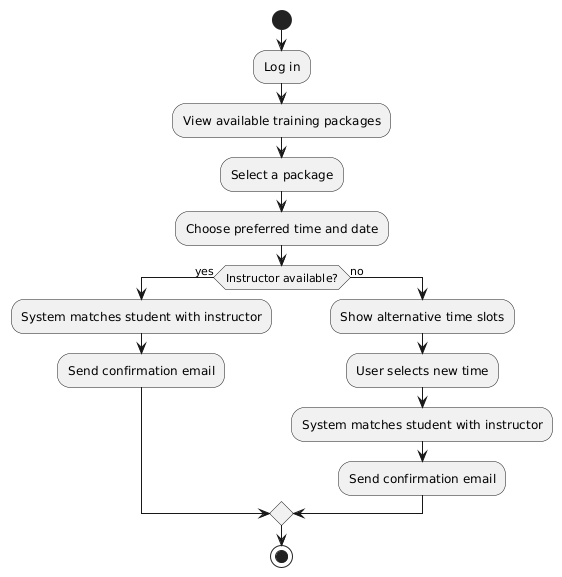 Log in
View available training packages
Select a package
Choose preferred time and date
yes
Instructor available?
no
System matches student with instructor
Show alternative time slots
Send confirmation email
User selects new time
System matches student with instructor
Send confirmation email